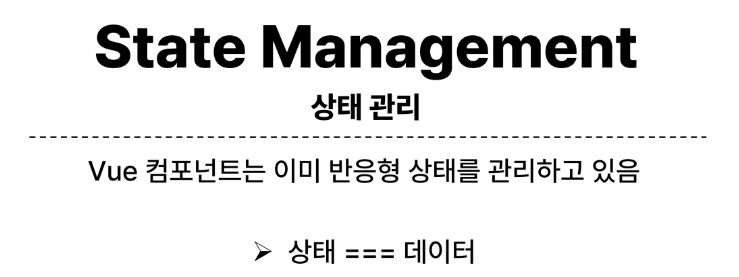 State Management
상태 관리
Vue 컴포넌트는 이미 반응형 상태를 관리하고 있음
➢ 상태 === 데이터